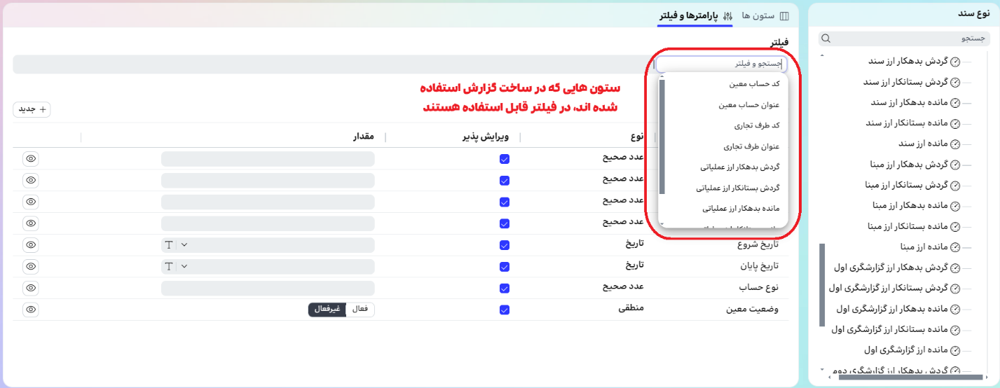 نوع سند
جستجو
گردش بدهکار ارز سند
گردش بستانکار ارز سند
مانده بدهکار ارز سند
مانده بستانکار ارز سند
مانده ارز سند
گردش بدهکار ارز مبنا
گردش بستانکار ارز مبنا
مانده بدهکار ارز مبنا
مانده بستانکار ارز مبنا
مانده ارز مبنا
گردش بدهکار ارز گزارشگری اول
گردش بستانکار ارز گزارشگری اول
مانده بدهکار ارز گزارشگری اول
مانده بستانکار ارز گزارشگری اول
مانده ارز گزارشگری اول
گردش بدهکار ارز گزارشگری دوم
ستون ها پارامترها و فیلتر
فیلتر
جستجو و فیلتر
کد حساب معین
عنوان حساب معین
کد طرف تجاری
عنوان طرف تجاری
گردش بدهکار ارز عملیاتی
گردش بستانکار ارز عملیاتی
مانده بدهکار ارز عملیاتی
ستون هایی که در ساخت گزارش استفاده
شده اند، در فیلتر قابل استفاده هستند
+ جدید
نوع ویرایش پذیر مقدار
عدد صحیح
عدد صحیح
عدد صحیح
عدد صحیح
تاریخ شروع تاریخ T
تاریخ پایان تاریخ T
نوع حساب عدد صحیح
وضعیت معین منطقی فعال غیرفعال